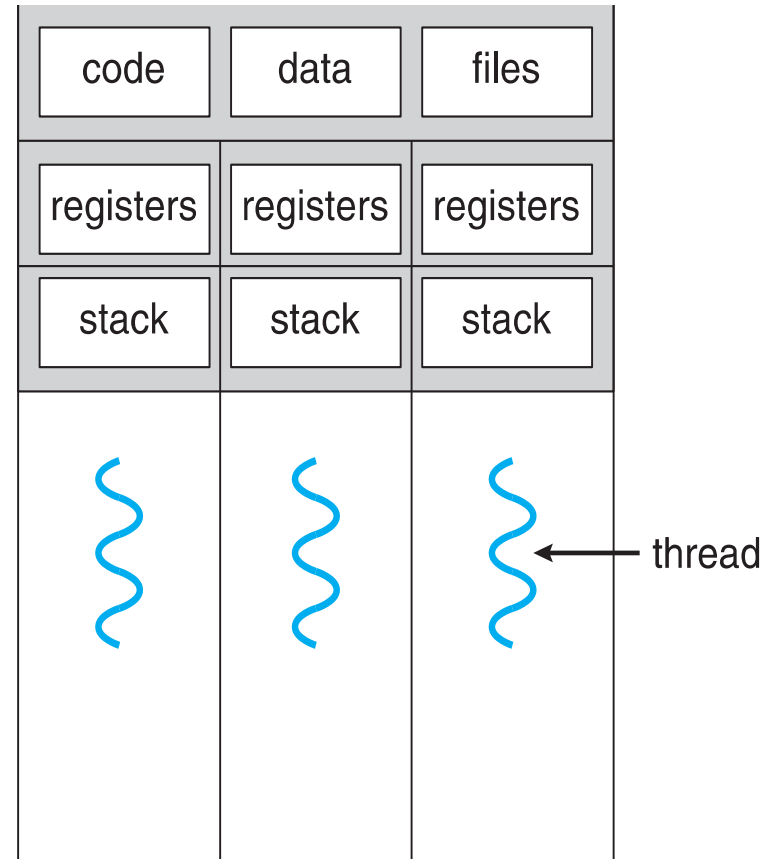 code data files
registers registers registers
stack stack stack
thread